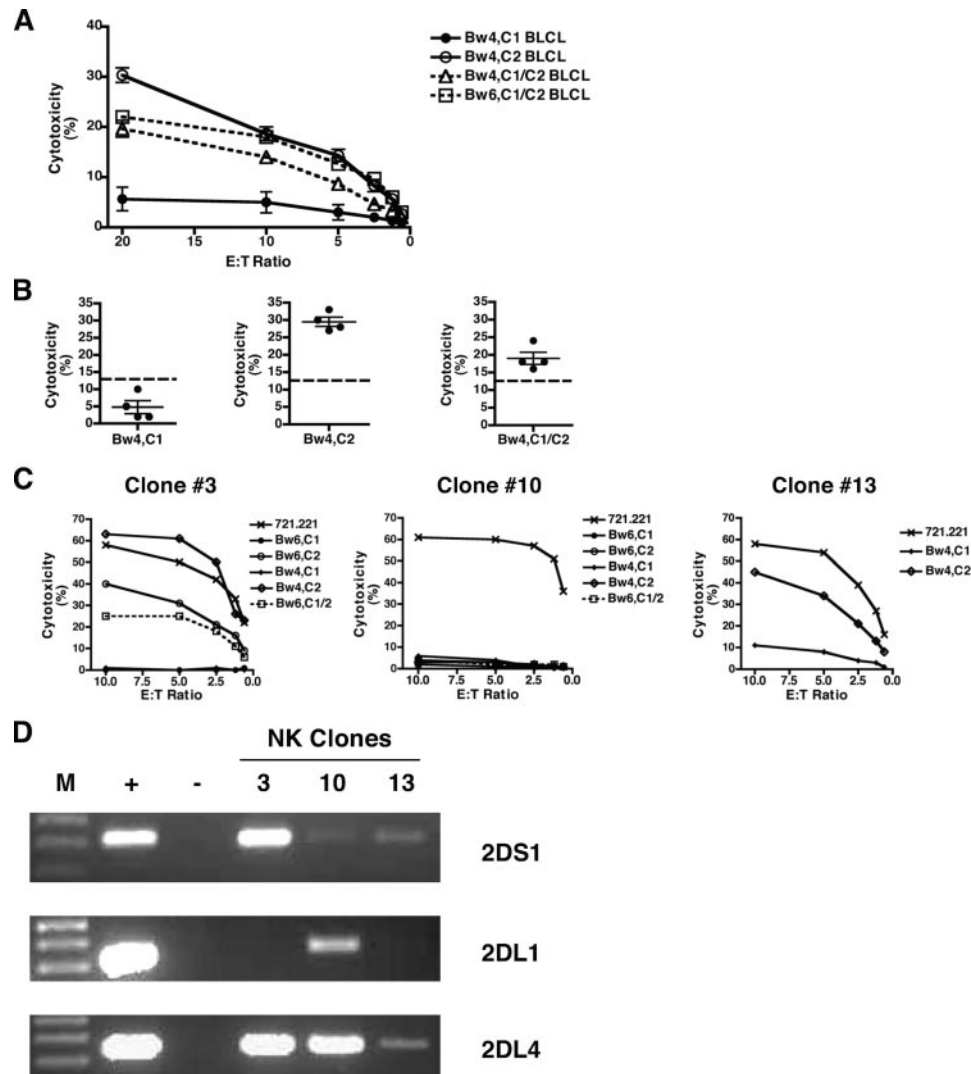 A
Cytotoxicity
(%)
40
30
20
10
0
20
15
10
5
0
E:T Ratio
Bw4,C1 BLCL
Bw4,C2 BLCL
Bw4,C1/C2 BLCL
Bw6,C1/C2 BLCL
B
Cytotoxicity
(%)
35
30
25
20
15
10
5
0
Bw4,C1
Cytotoxicity
(%)
35
30
25
20
15
10
5
0
Bw4,C2
Cytotoxicity
(%)
35
30
25
20
15
10
5
0
Bw4,C1/C2
C
Clone #3
Cytotoxicity
(%)
70
60
50
40
30
20
10
0
10.0
7.5
5.0
2.5
0.0
E:T Ratio
721.221
Bw6,C1
Bw6,C2
Bw4,C1
Bw4,C2
Bw6,C1/2
Clone #10
Cytotoxicity
(%)
70
60
50
40
30
20
10
0
10.0
7.5
5.0
2.5
0.0
E:T Ratio
721.221
Bw6,C1
Bw6,C2
Bw4,C1
Bw4,C2
Bw6,C1/2
Clone #13
Cytotoxicity
(%)
70
60
50
40
30
20
10
0
10.0
7.5
5.0
2.5
0.0
E:T Ratio
721.221
Bw4,C1
Bw4,C2
D
NK Clones
M + - 3 10 13
2DS1
2DL1
2DL4